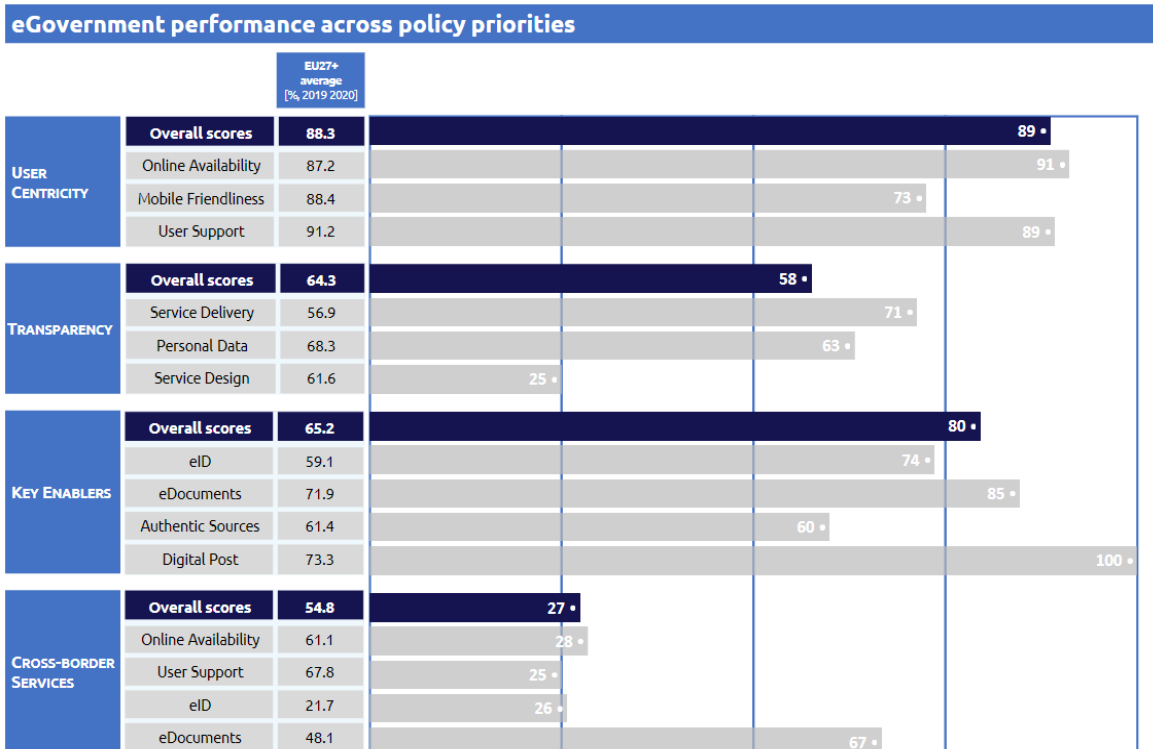 eGovernment performance across policy priorities
EU27+
average
[%, 2019 2020]
USER
CENTRICITY
Overall scores 88.3 89
Online Availability 87.2 91
Mobile Friendliness 88.4 73
User Support 91.2 89
TRANSPARENCY
Overall scores 64.3 58
Service Delivery 56.9 71
Personal Data 68.3 63
Service Design 61.6 25
KEY ENABLERS
Overall scores 65.2 80
eID 59.1 74
eDocuments 71.9 85
Authentic Sources 61.4 60
Digital Post 73.3 100
CROSS-BORDER
SERVICES
Overall scores 54.8 27
Online Availability 61.1 28
User Support 67.8 25
eID 21.7 26
eDocuments 48.1 67